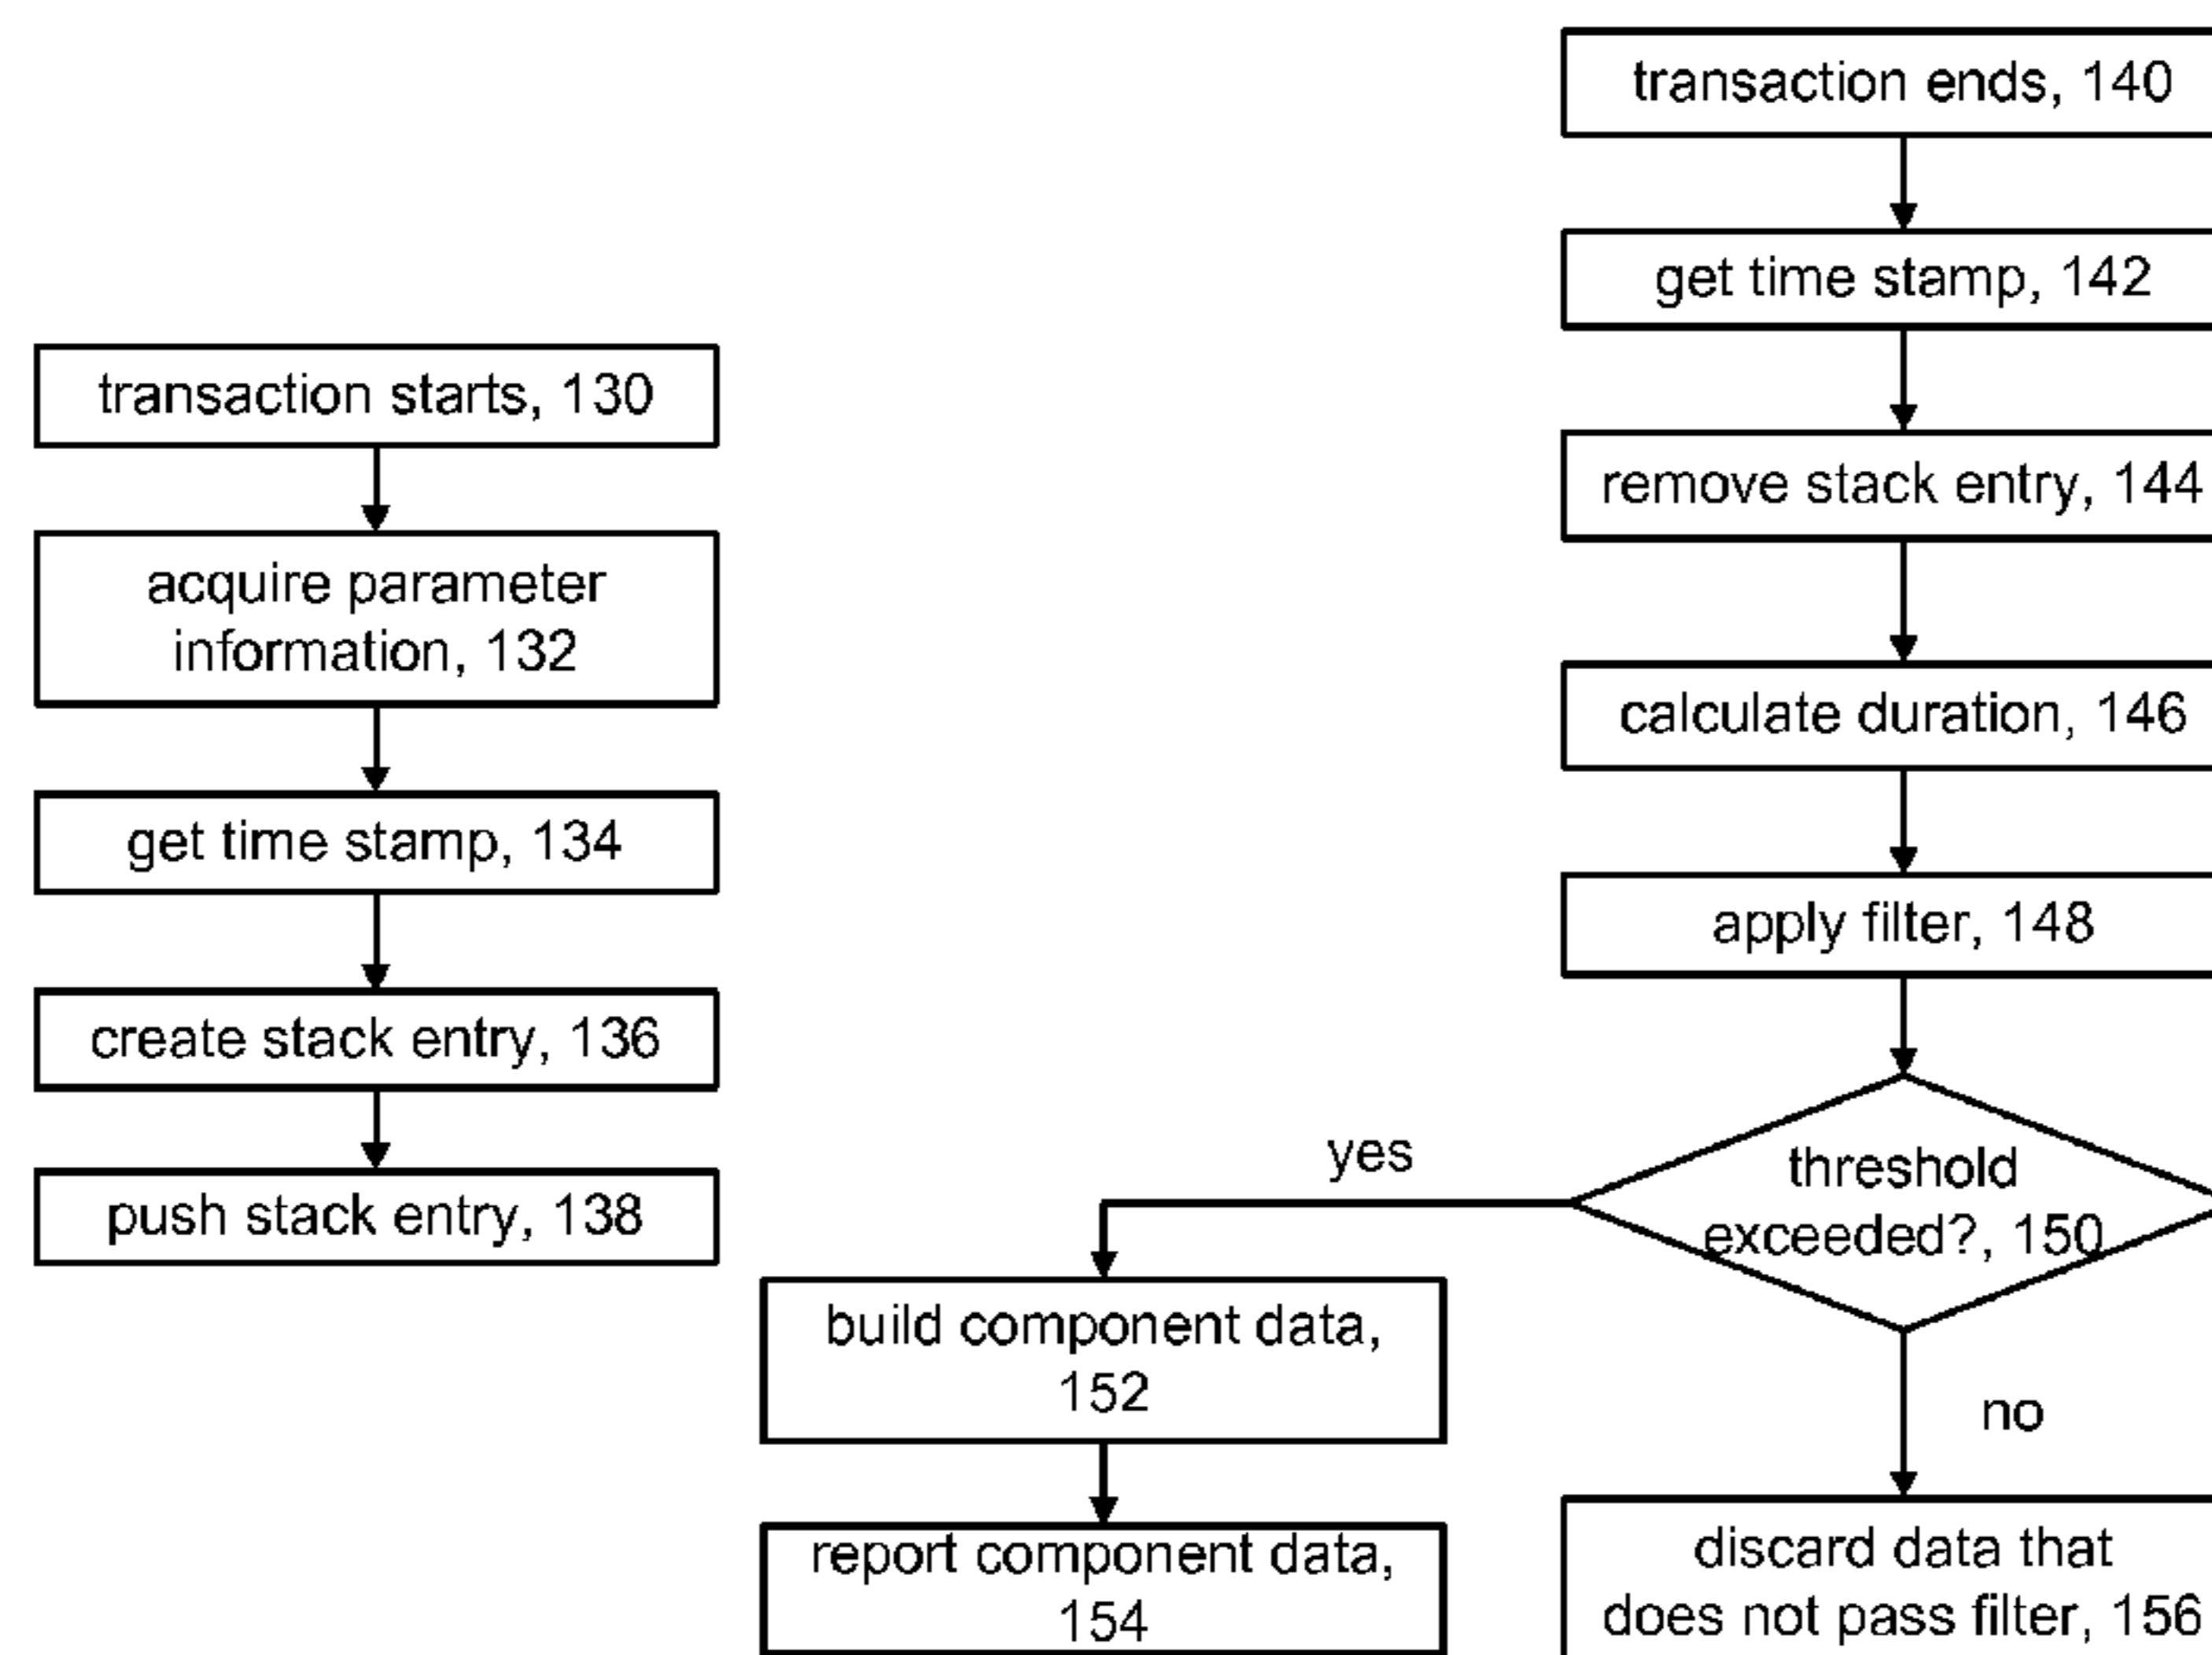 transaction starts, 130
acquire parameter
information, 132
get time stamp, 134
create stack entry, 136
push stack entry, 138
transaction ends, 140
get time stamp, 142
remove stack entry, 144
calculate duration, 146
apply filter, 148
threshold
exceeded?, 150
yes
build component data,
152
report component data,
154
no
discard data that
does not pass filter, 156